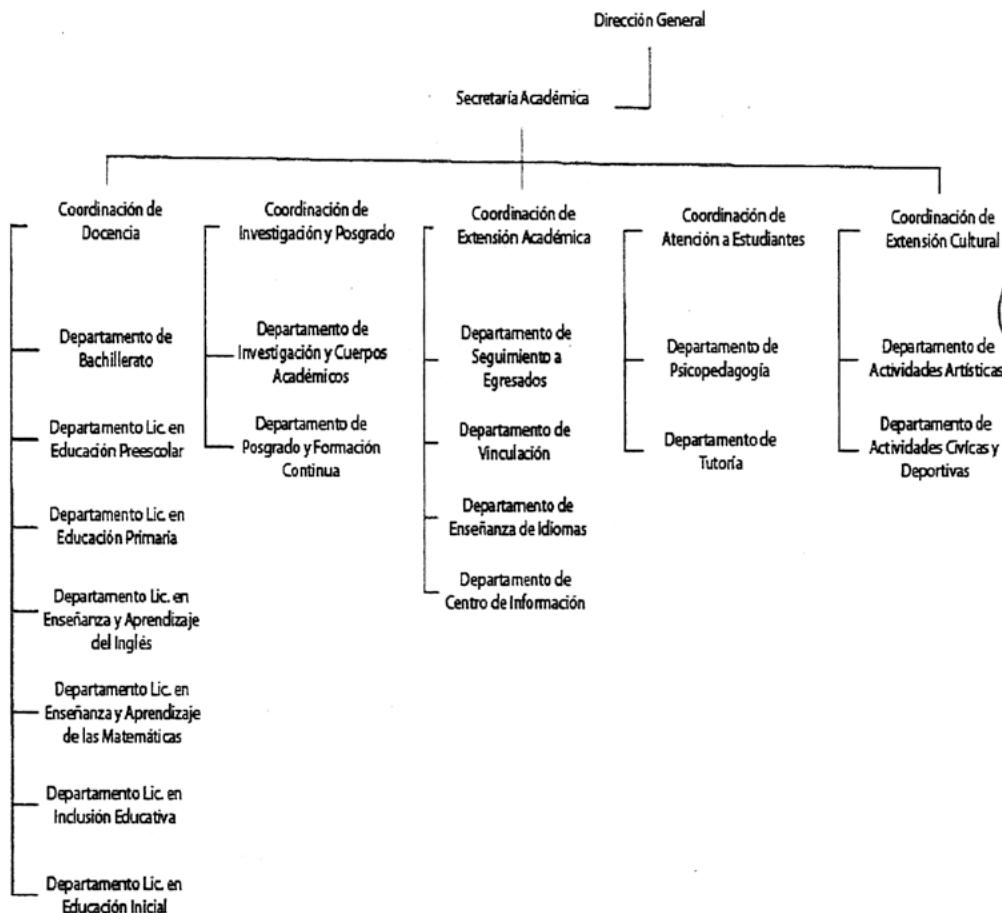 Dirección General
Secretaría Académica
Coordinación de
Docencia
Departamento de
Bachillerato
Departamento Lic. en
Educación Preescolar
Departamento Lic. en
Educación Primaria
Departamento Lic. en
Enseñanza y Aprendizaje
del Inglés
Departamento Lic. en
Enseñanza y Aprendizaje
de las Matemáticas
Departamento Lic. en
Inclusión Educativa
Departamento Lic. en
Educación Inicial
Coordinación de
Investigación y Posgrado
Departamento de
Investigación y Cuerpos
Académicos
Departamento de
Posgrado y Formación
Continua
Coordinación de
Extensión Académica
Departamento de
Seguimiento a
Egresados
Departamento de
Vinculación
Departamento de
Enseñanza de Idiomas
Departamento de
Centro de Información
Coordinación de
Atención a Estudiantes
Departamento de
Psicopedagogía
Departamento de
Tutoría
Coordinación de
Extensión Cultural
Departamento de
Actividades Artísticas
Departamento de
Actividades Cívicas y
Deportivas